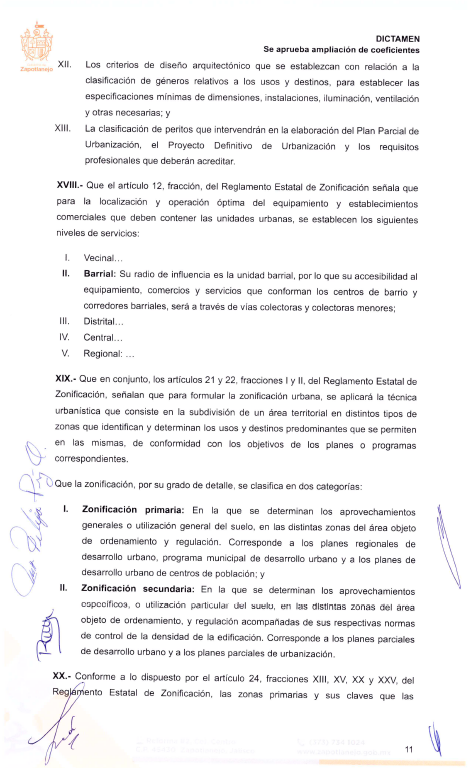 Zapotlanejo
DICTAMEN
Se aprueba ampliación de coeficientes
XII. Los criterios de diseño arquitectónico que se establezcan con relación a la
clasificación de géneros relativos a los usos y destinos, para establecer las
especificaciones mínimas de dimensiones, instalaciones, iluminación, ventilación
y otras necesarias; y
XIII. La clasificación de peritos que intervendrán en la elaboración del Plan Parcial de
Urbanización, el Proyecto Definitivo de Urbanización y los requisitos
profesionales que deberán acreditar.
XVIII.- Que el artículo 12, fracción, del Reglamento Estatal de Zonificación señala que
para la localización y operación óptima del equipamiento y establecimientos
comerciales que deben contener las unidades urbanas, se establecen los siguientes
niveles de servicios:
I. Vecinal…
II. Barrial: Su radio de influencia es la unidad barrial, por lo que su accesibilidad al
equipamiento, comercios y servicios que conforman los centros de barrio y
corredores barriales, será a través de vías colectoras y colectoras menores;
III. Distrital…
IV. Central…
V. Regional: …
XIX.- Que en conjunto, los artículos 21 y 22, fracciones I y II, del Reglamento Estatal de
Zonificación, señalan que para formular la zonificación urbana, se aplicará la técnica
urbanística que consiste en la subdivisión de un área territorial en distintos tipos de
zonas que identifican y determinan los usos y destinos predominantes que se permiten
en las mismas, de conformidad con los objetivos de los planes o programas
correspondientes.
Que la zonificación, por su grado de detalle, se clasifica en dos categorías:
I. Zonificación primaria: En la que se determinan los aprovechamientos
generales o utilización general del suelo, en las distintas zonas del área objeto
de ordenamiento y regulación. Corresponde a los planes regionales de
desarrollo urbano, programa municipal de desarrollo urbano y a los planes de
desarrollo urbano de centros de población; y
II. Zonificación secundaria: En la que se determinan los aprovechamientos
específicos, o utilización particular del suelo, en las distintas zonas del área
objeto de ordenamiento, y regulación acompañadas de sus respectivas normas
de control de la densidad de la edificación. Corresponde a los planes parciales
de desarrollo urbano y a los planes parciales de urbanización.
XX.- Conforme a lo dispuesto por el artículo 24, fracciones XIII, XV, XX y XXV, del
Reglamento Estatal de Zonificación, las zonas primarias y sus claves que las
11